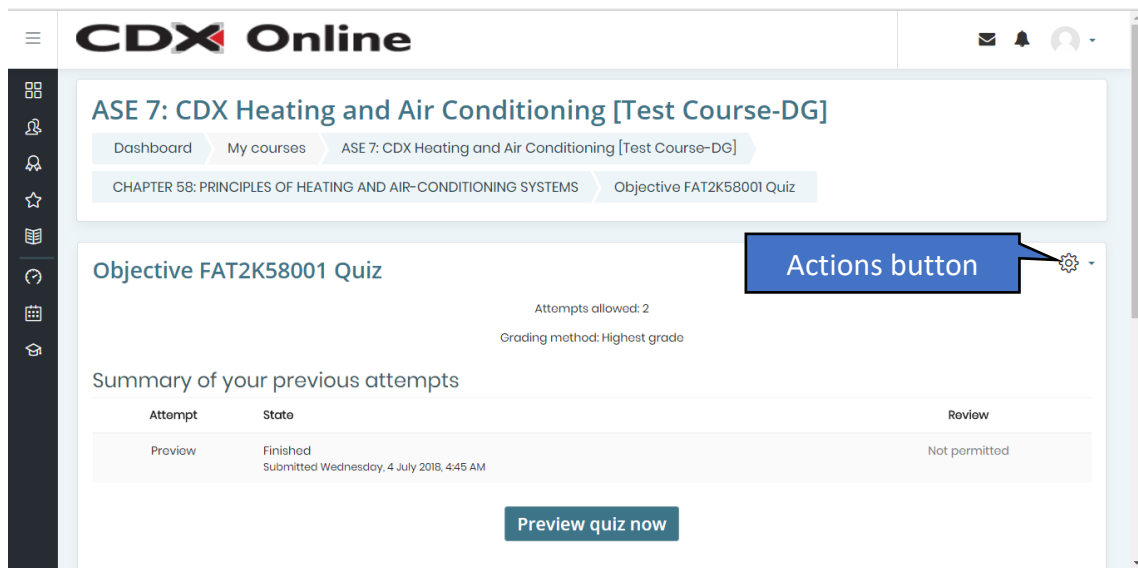 CDX Online
ASE 7: CDX Heating and Air Conditioning [Test Course-DG]
Dashboard My courses ASE 7: CDX Heating and Air Conditioning [Test Course-DG]
CHAPTER 58: PRINCIPLES OF HEATING AND AIR-CONDITIONING SYSTEMS Objective FAT2K58001 Quiz
Actions button
Objective FAT2K58001 Quiz
Attempts allowed: 2
Grading method: Highest grade
Summary of your previous attempts
Attempt State Review
Preview Finished Not permitted
Submitted Wednesday, 4 July 2018, 4:45 AM
Preview quiz now